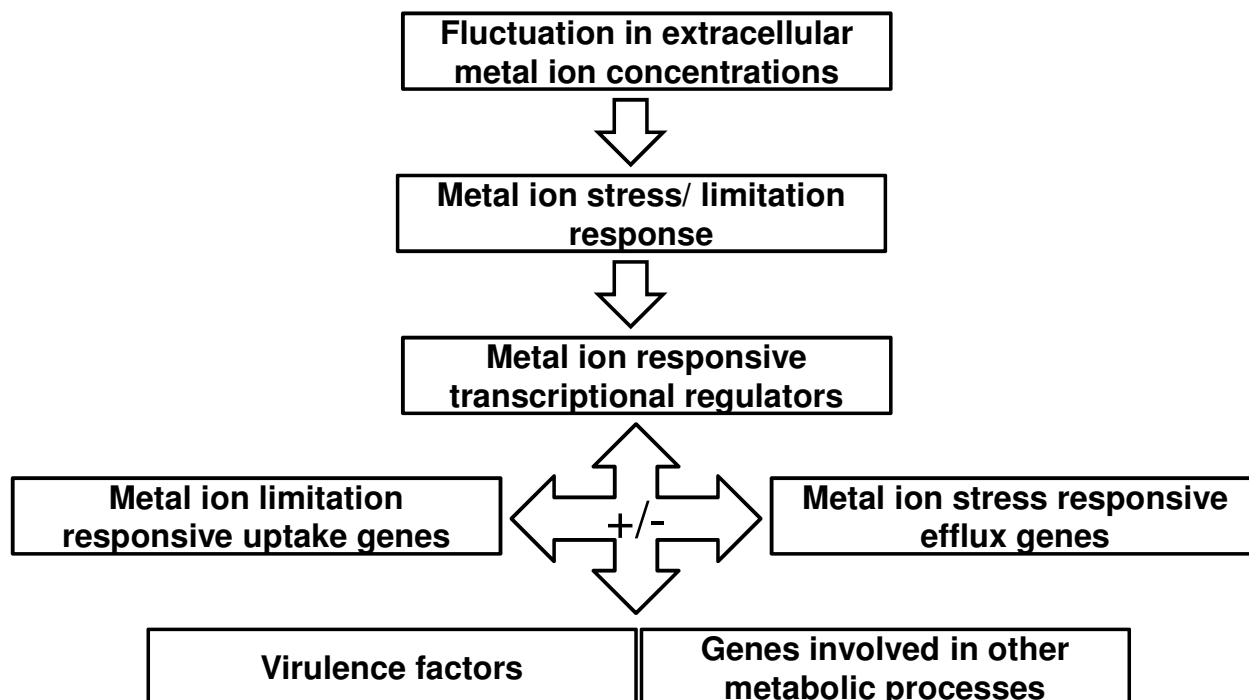 Fluctuation in extracellular
metal ion concentrations
Metal ion stress/ limitation
response
Metal ion responsive
transcriptional regulators
Metal ion limitation
responsive uptake genes
+/-
Metal ion stress responsive
efflux genes
Virulence factors
Genes involved in other
metabolic processes